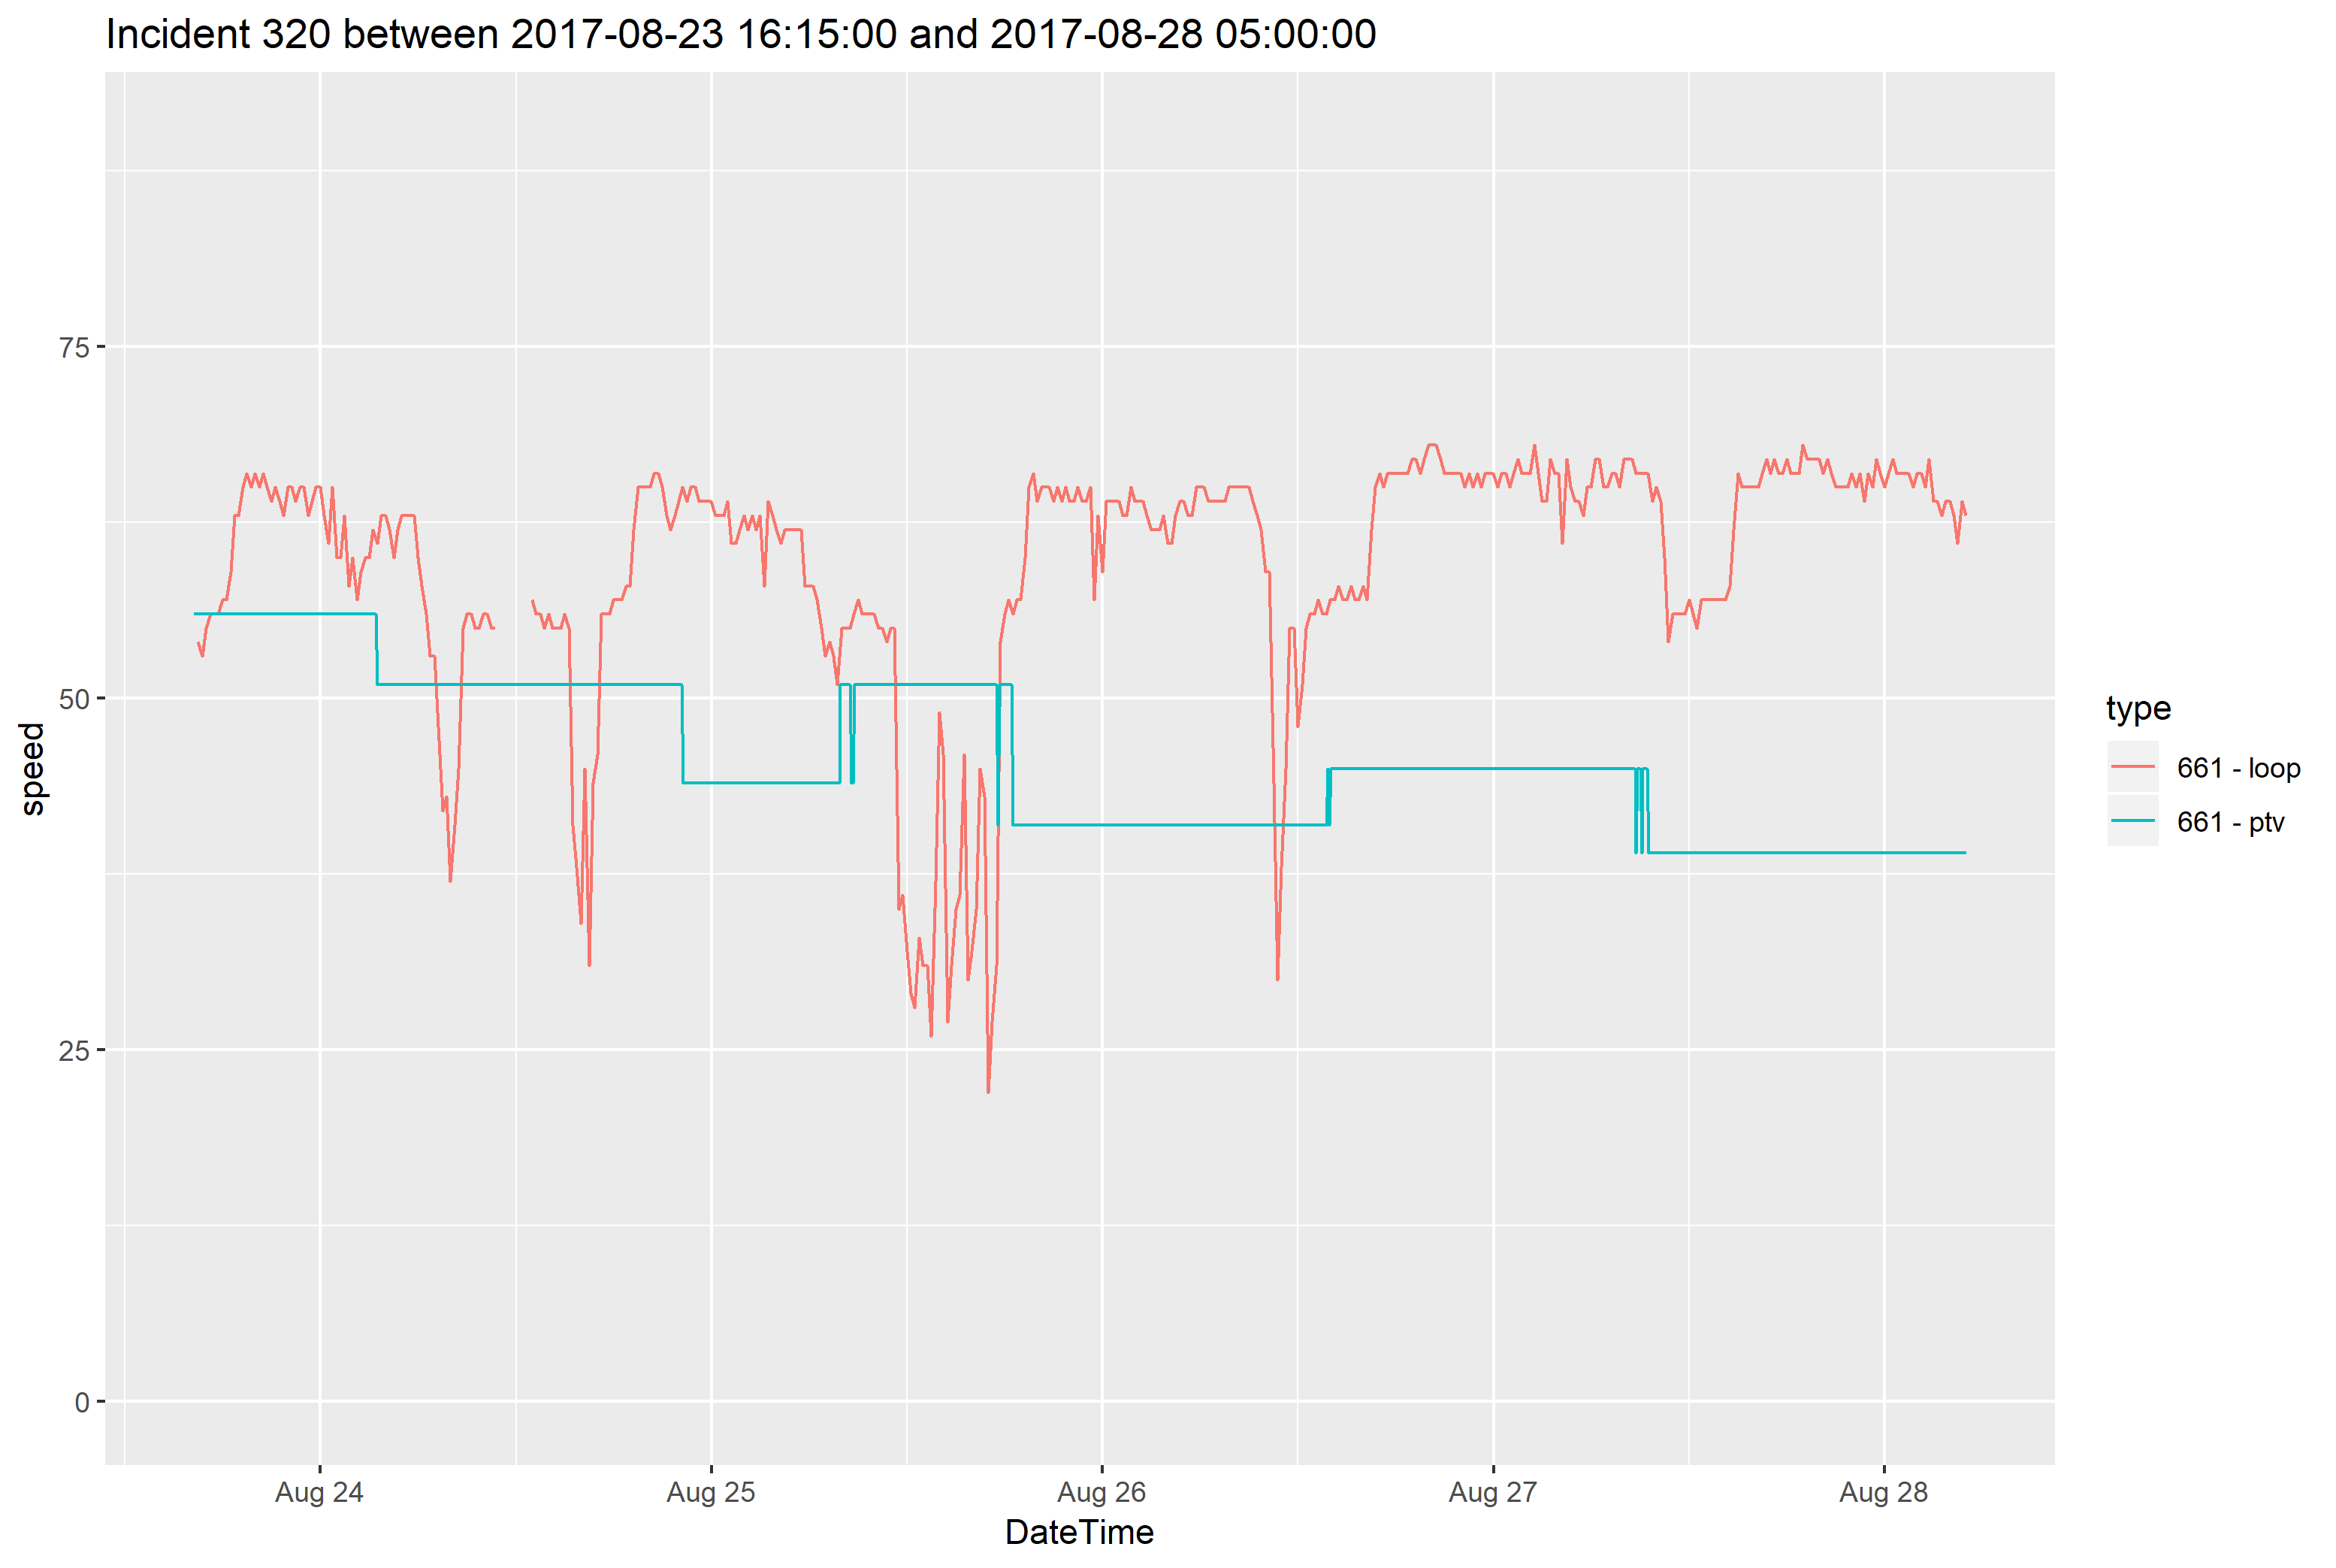 Incident 320 between 2017-08-23 16:15:00 and 2017-08-28 05:00:00
75
50
25
0
speed
Aug 24
Aug 25
Aug 26
Aug 27
Aug 28
DateTime
type
661 - loop
661 - ptv